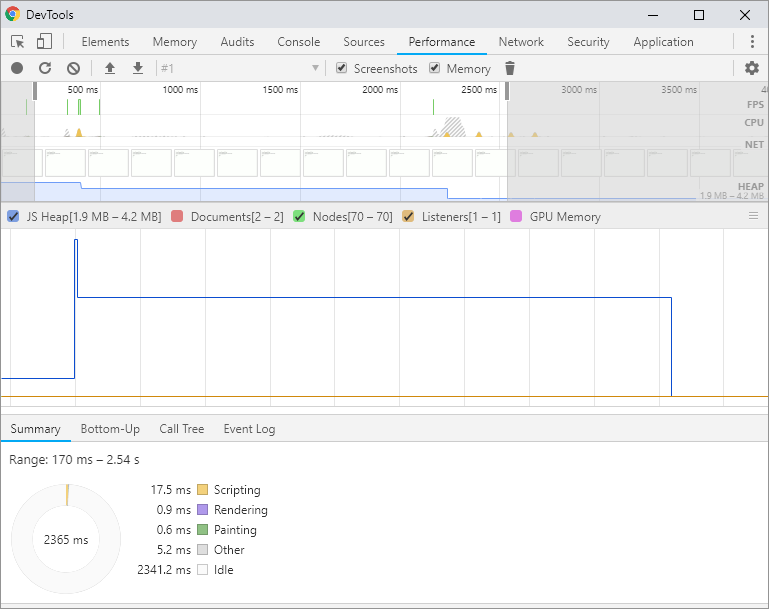 DevTools
Elements Memory Audits Console Sources Performance Network Security Application
#1 Screenshots Memory
500 ms 1000 ms 1500 ms 2000 ms 2500 ms 3000 ms 3500 ms 4
FPS
CPU
NET
HEAP
1.9 MB – 4.2 MB
JS Heap[1.9 MB – 4.2 MB] Documents[2 – 2] Nodes[70 – 70] Listeners[1 – 1] GPU Memory
Summary Bottom-Up Call Tree Event Log
Range: 170 ms – 2.54 s
17.5 ms Scripting
0.9 ms Rendering
0.6 ms Painting
2365 ms
5.2 ms Other
2341.2 ms Idle